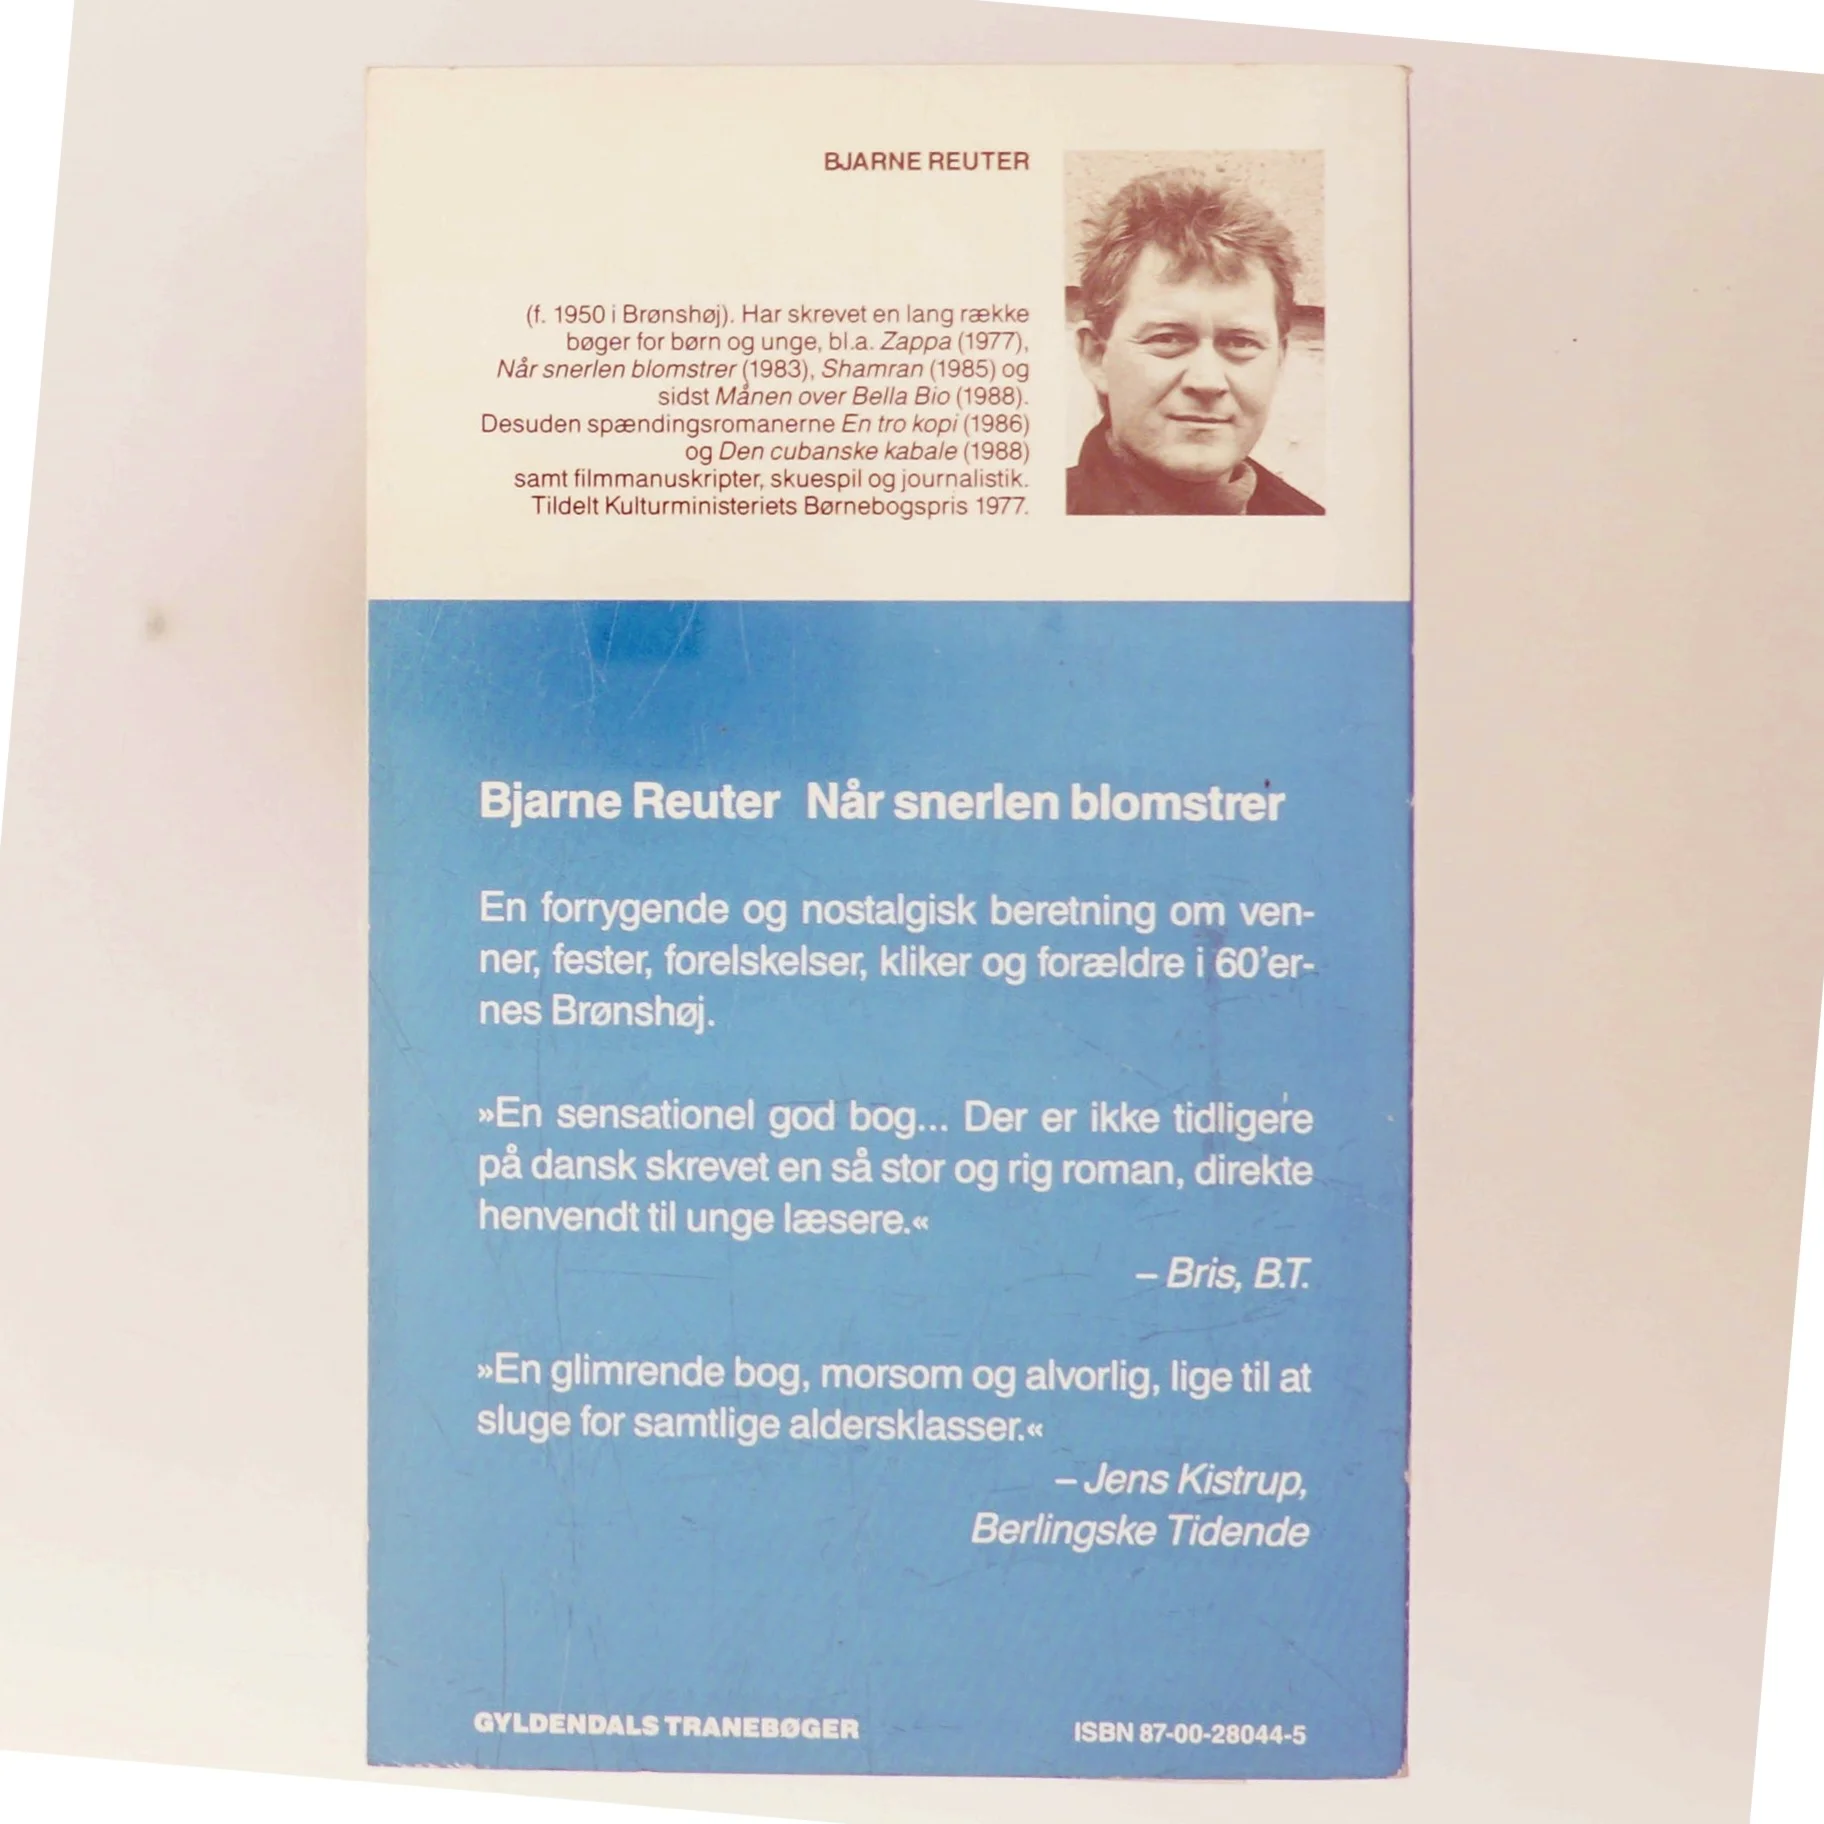 BJARNE REUTER
(f. 1950 i Brønshøj). Har skrevet en lang række
bøger for børn og unge, bl.a. Zappa (1977),
Når snerlen blomstrer (1983), Shamran (1985) og
sidst Månen over Bella Bio (1988).
Desuden spændingsromanerne En tro kopi (1986)
og Den cubanske kabale (1988)
samt filmmanuskripter, skuespil og journalistik.
Tildelt Kulturministeriets Børnebogspris 1977.
Bjarne Reuter Når snerlen blomstrer
En forrygende og nostalgisk beretning om ven-
ner, fester, forelskelser, kliker og forældre i 60'er-
nes Brønshøj.
»En sensationel god bog... Der er ikke tidligere
på dansk skrevet en så stor og rig roman, direkte
henvendt til unge læsere.«
– Bris, B.T.
»En glimrende bog, morsom og alvorlig, lige til at
sluge for samtlige aldersklasser.«
– Jens Kistrup,
Berlingske Tidende
GYLDENDALS TRANEBØGER
ISBN 87-00-28044-5